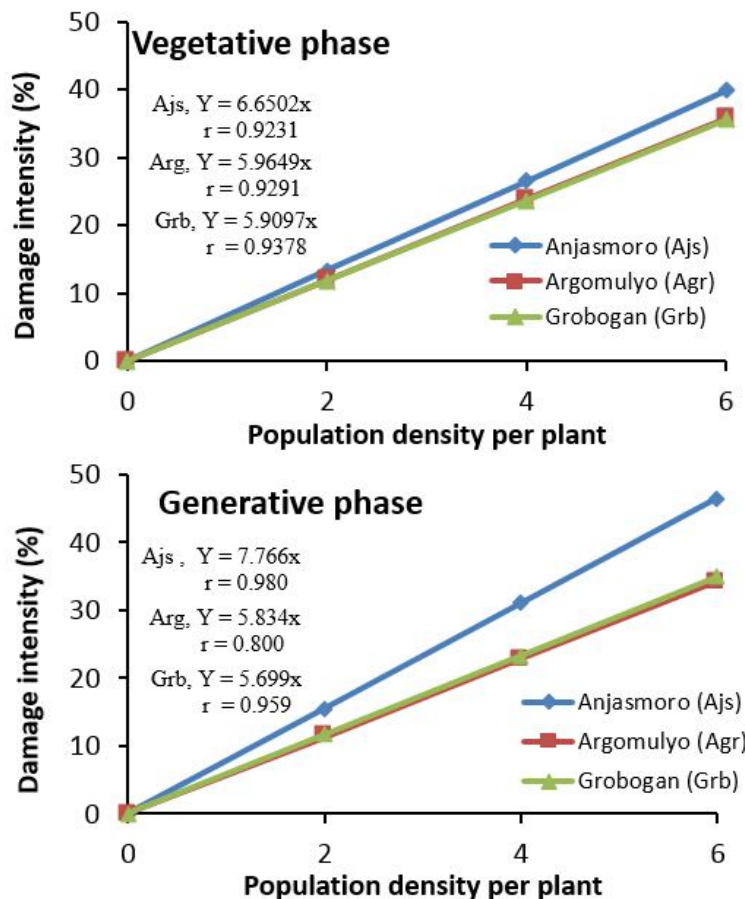 Vegetative phase
Damage intensity (%)
50
40
30
20
10
0
Ajs, Y = 6.6502x
r = 0.9231
Arg, Y = 5.9649x
r = 0.9291
Grb, Y = 5.9097x
r = 0.9378
Anjasmoro (Ajs)
Argomulyo (Agr)
Grobogan (Grb)
0 2 4 6
Population density per plant
Generative phase
Damage intensity (%)
50
40
30
20
10
0
Ajs , Y = 7.766x
r = 0.980
Arg, Y = 5.834x
r = 0.800
Grb, Y = 5.699x
r = 0.959
Anjasmoro (Ajs)
Argomulyo (Agr)
Grobogan (Grb)
0 2 4 6
Population density per plant